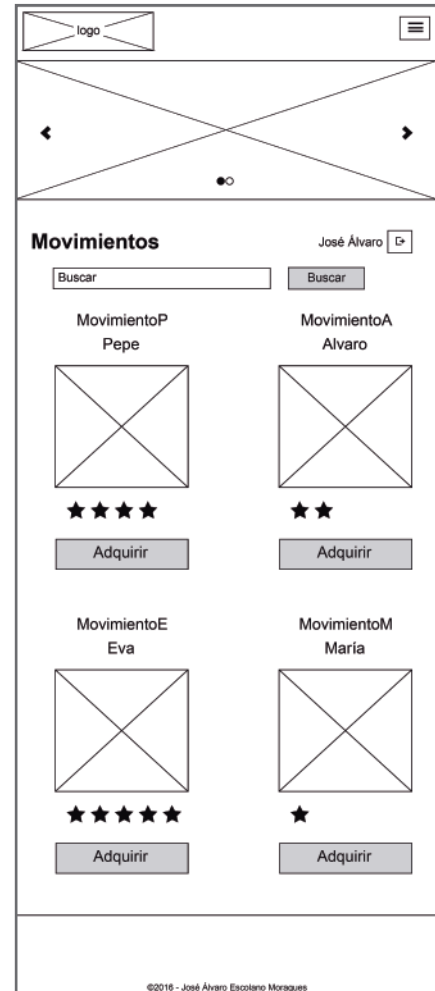 logo
Movimientos
José Álvaro
Buscar
Buscar
MovimientoP
Pepe
MovimientoA
Alvaro
Adquirir
Adquirir
MovimientoE
Eva
MovimientoM
María
Adquirir
Adquirir
©2016 - José Álvaro Escolano Moragues